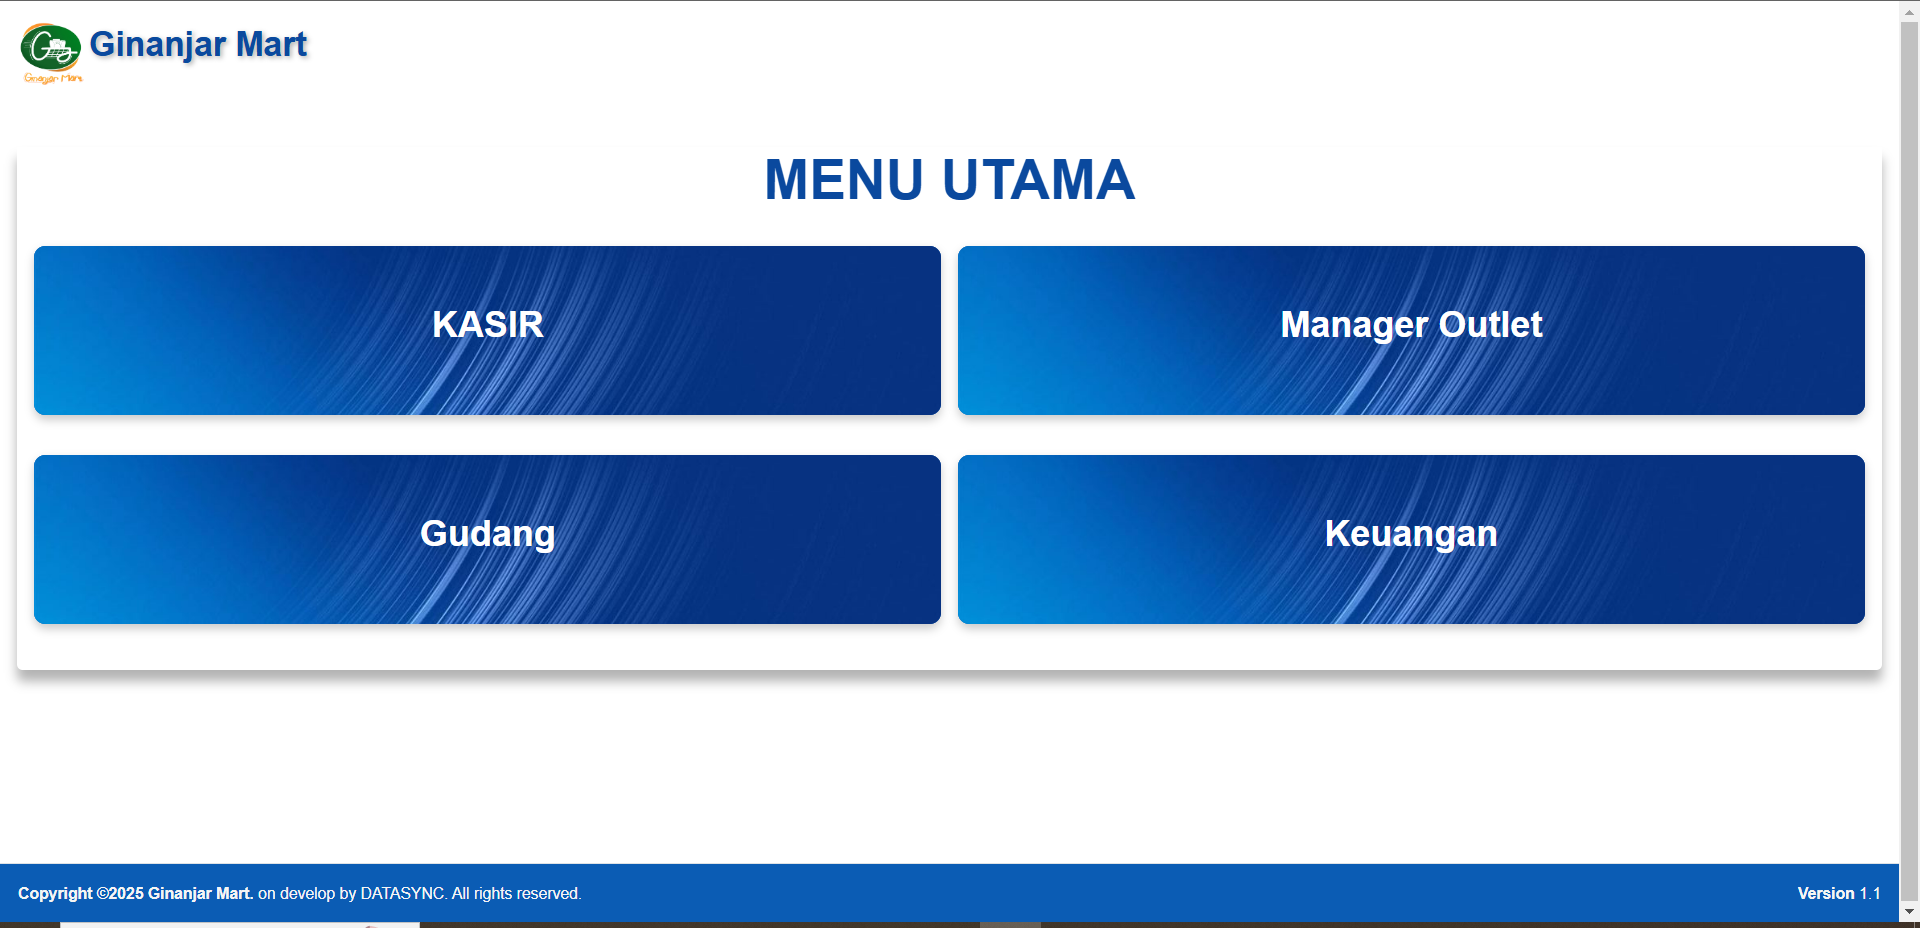 Ginanjar Mart
Ginanjar Mart
MENU UTAMA
KASIR
Manager Outlet
Gudang
Keuangan
Copyright ©2025 Ginanjar Mart. on develop by DATASYNC. All rights reserved.
Version 1.1